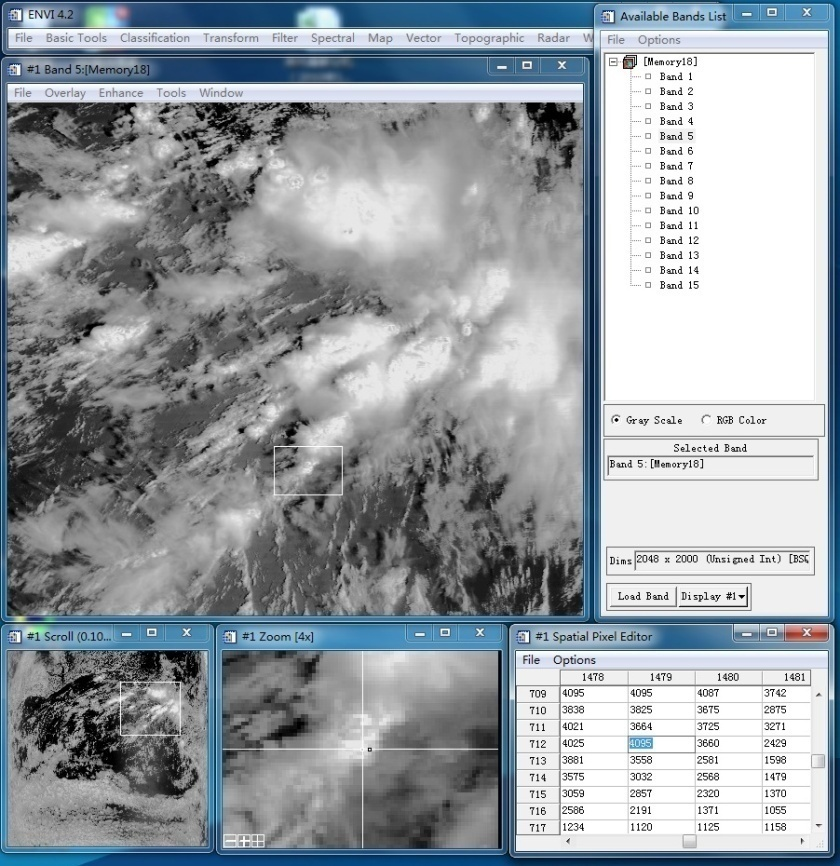 ENVI 4.2
File Basic Tools Classification Transform Filter Spectral Map Vector Topographic Radar W
#1 Band 5:[Memory18]
File Overlay Enhance Tools Window
Available Bands List
File Options
[Memory18]
Band 1
Band 2
Band 3
Band 4
Band 5
Band 6
Band 7
Band 8
Band 9
Band 10
Band 11
Band 12
Band 13
Band 14
Band 15
Gray Scale RGB Color
Selected Band
Band 5:[Memory18]
Dims 2048 x 2000 (Unsigned Int) [BSQ
Load Band Display #1
#1 Scroll (0.10...
#1 Zoom [4x]
#1 Spatial Pixel Editor
File Options
1478 1479 1480 1481
709 4095 4095 4087 3742
710 3838 3825 3675 2875
711 4021 3664 3725 3271
712 4025 4095 3660 2429
713 3881 3558 2581 1598
714 3575 3032 2568 1479
715 3059 2857 2320 1370
716 2586 2191 1371 1055
717 1234 1120 1125 1158